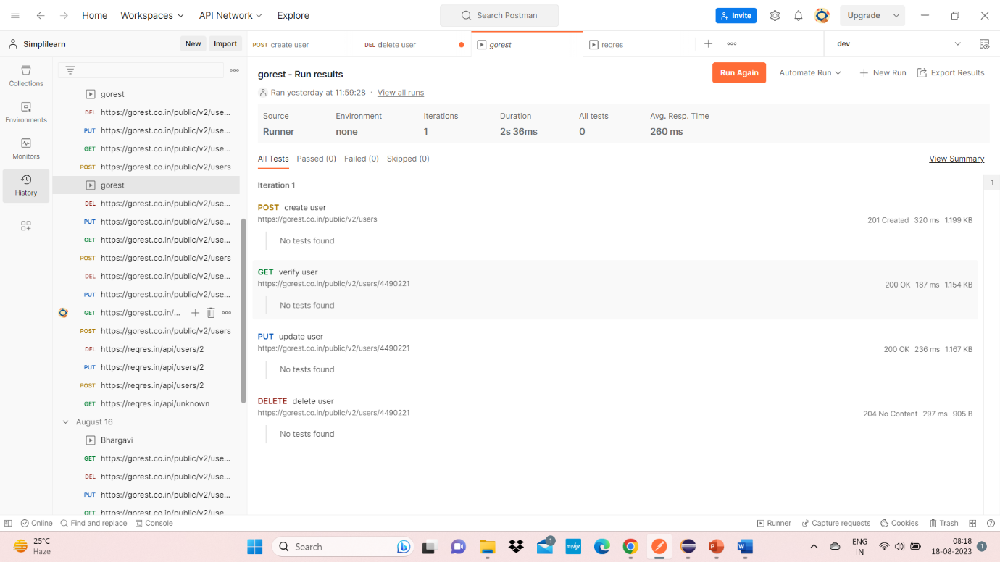 Home
Workspaces
API Network
Explore
Search Postman
Invite
Upgrade
Simplilearn
New
Import
POST create user
DEL delete user
gorest
reqres
dev
Collections
Environments
Monitors
History
gorest
DEL https://gorest.co.in/public/v2/use...
PUT https://gorest.co.in/public/v2/use...
GET https://gorest.co.in/public/v2/use...
POST https://gorest.co.in/public/v2/users
gorest
DEL https://gorest.co.in/public/v2/use...
PUT https://gorest.co.in/public/v2/use...
GET https://gorest.co.in/public/v2/use...
POST https://gorest.co.in/public/v2/users
DEL https://gorest.co.in/public/v2/use...
PUT https://gorest.co.in/public/v2/use...
GET https://gorest.co.in/...
POST https://gorest.co.in/public/v2/users
DEL https://reqres.in/api/users/2
PUT https://reqres.in/api/users/2
POST https://reqres.in/api/users/2
GET https://reqres.in/api/unknown
August 16
Bhargavi
GET https://gorest.co.in/public/v2/use...
DEL https://gorest.co.in/public/v2/use...
PUT https://gorest.co.in/public/v2/use...
GET https://gorest.co.in/public/v2/use...
gorest - Run results
Run Again
Automate Run
New Run
Export Results
Ran yesterday at 11:59:28 · View all runs
Source Environment Iterations Duration All tests Avg. Resp. Time
Runner none 1 2s 36ms 0 260 ms
All Tests Passed (0) Failed (0) Skipped (0) View Summary
Iteration 1
1
POST create user
https://gorest.co.in/public/v2/users
201 Created 320 ms 1.199 KB
No tests found
GET verify user
https://gorest.co.in/public/v2/users/4490221
200 OK 187 ms 1.154 KB
No tests found
PUT update user
https://gorest.co.in/public/v2/users/4490221
200 OK 236 ms 1.167 KB
No tests found
DELETE delete user
https://gorest.co.in/public/v2/users/4490221
204 No Content 297 ms 905 B
No tests found
Online
Find and replace
Console
Runner
Capture requests
Cookies
Trash
25°C
Haze
Search
1
myhp
ENG
IN
08:18
18-08-2023
1